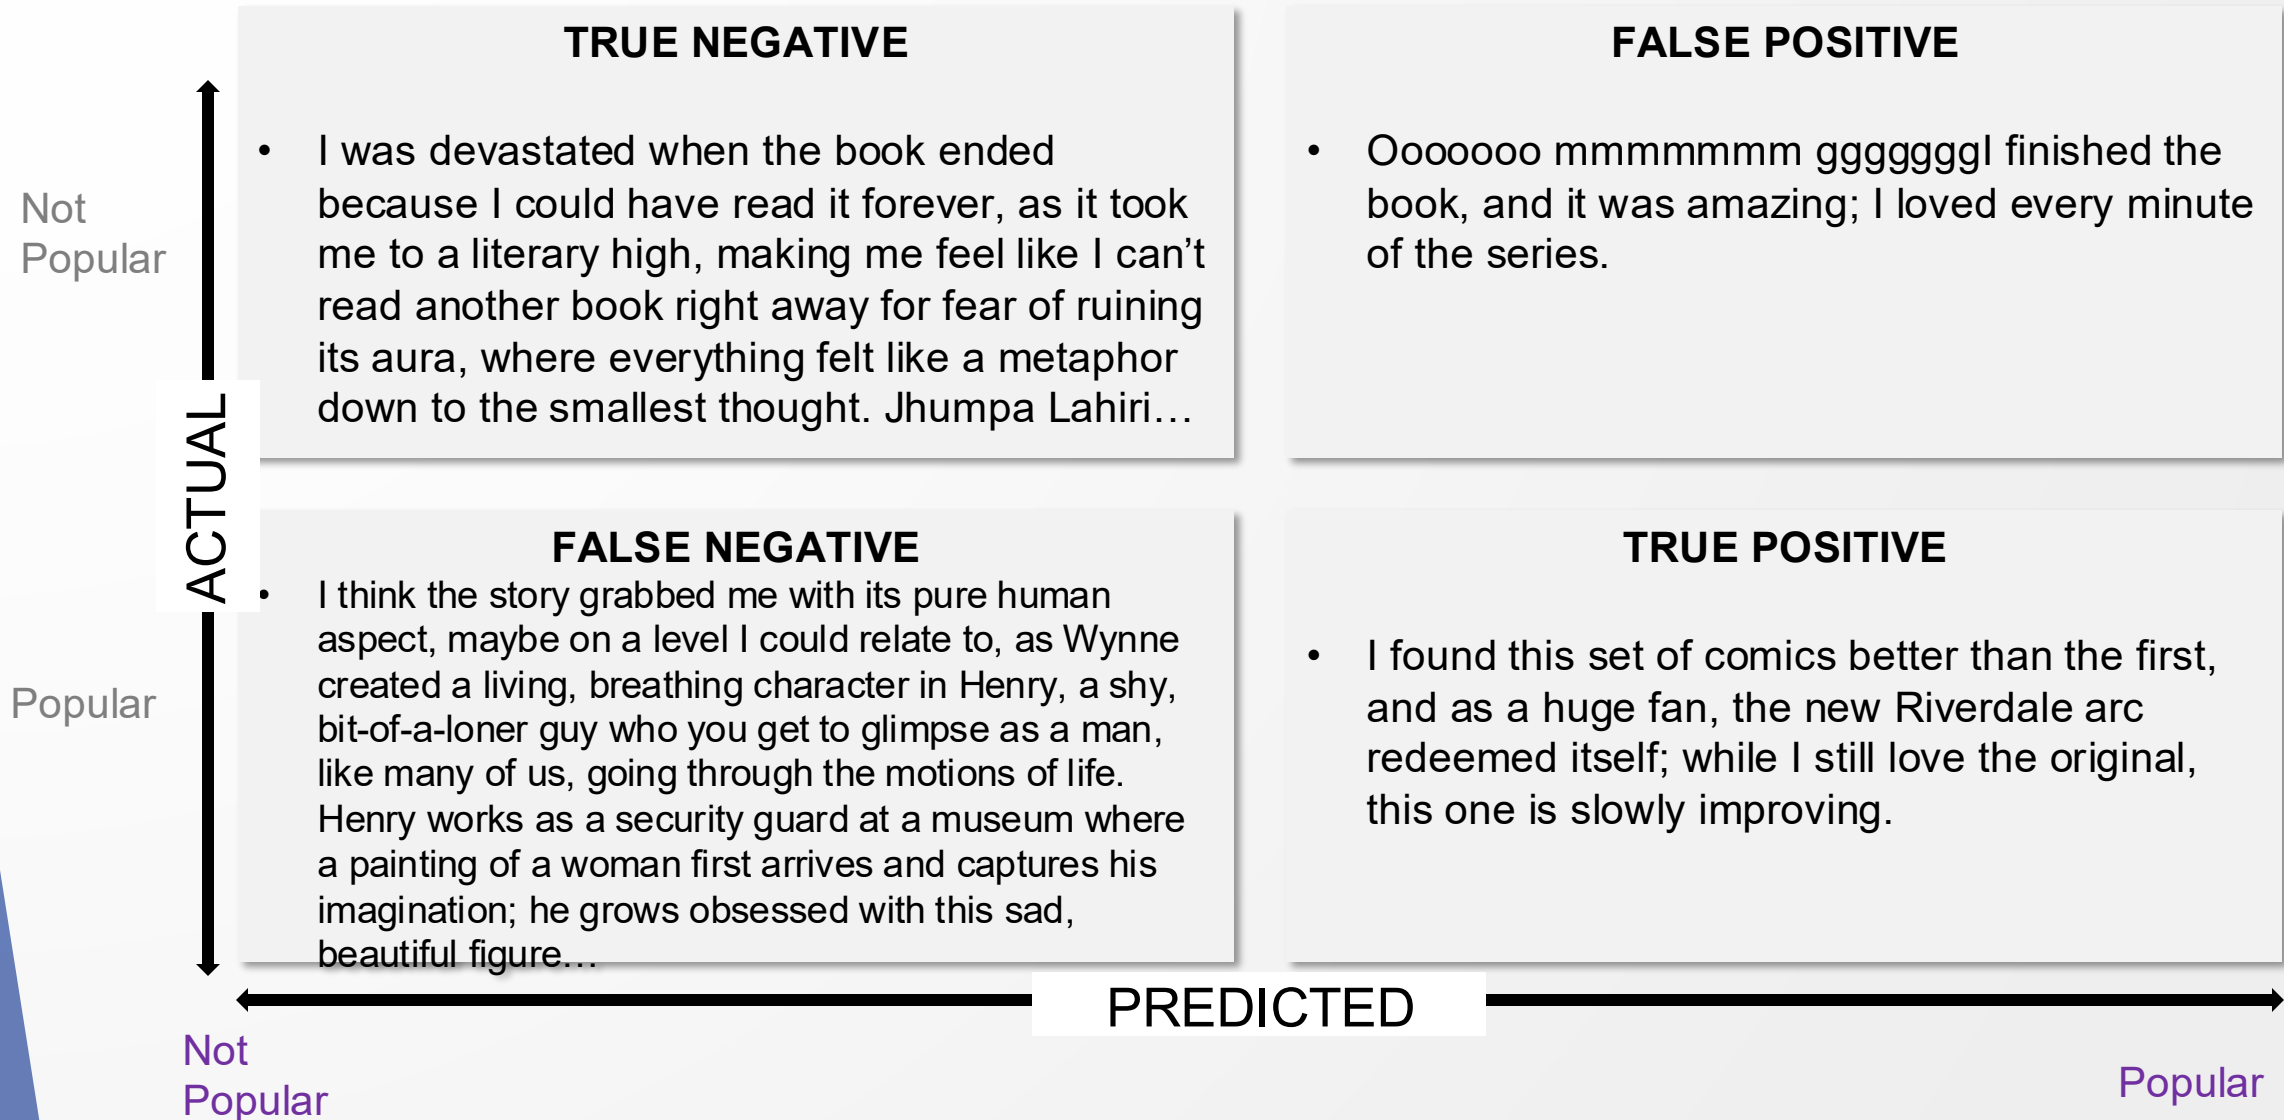 TRUE NEGATIVE
• I was devastated when the book ended
because I could have read it forever, as it took
me to a literary high, making me feel like I can’t
read another book right away for fear of ruining
its aura, where everything felt like a metaphor
down to the smallest thought. Jhumpa Lahiri…
FALSE POSITIVE
• Ooooooo mmmmmmm gggggggI finished the
book, and it was amazing; I loved every minute
of the series.
Not
Popular
ACTUAL
Popular
FALSE NEGATIVE
• I think the story grabbed me with its pure human
aspect, maybe on a level I could relate to, as Wynne
created a living, breathing character in Henry, a shy,
bit-of-a-loner guy who you get to glimpse as a man,
like many of us, going through the motions of life.
Henry works as a security guard at a museum where
a painting of a woman first arrives and captures his
imagination; he grows obsessed with this sad,
beautiful figure…
TRUE POSITIVE
• I found this set of comics better than the first,
and as a huge fan, the new Riverdale arc
redeemed itself; while I still love the original,
this one is slowly improving.
PREDICTED
Not
Popular
Popular